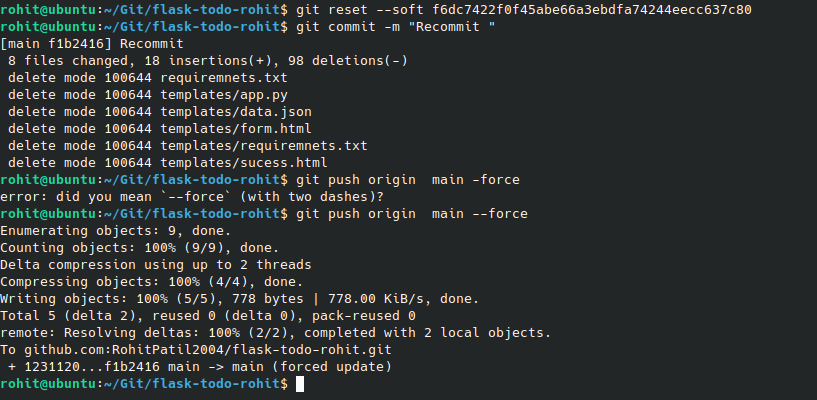 rohit@ubuntu:~/Git/flask-todo-rohit$ git reset --soft f6dc7422f0f45abe66a3ebdfa74244eecc637c80
rohit@ubuntu:~/Git/flask-todo-rohit$ git commit -m "Recommit "
[main f1b2416] Recommit
 8 files changed, 18 insertions(+), 98 deletions(-)
 delete mode 100644 requiremnets.txt
 delete mode 100644 templates/app.py
 delete mode 100644 templates/data.json
 delete mode 100644 templates/form.html
 delete mode 100644 templates/requiremnets.txt
 delete mode 100644 templates/sucess.html
rohit@ubuntu:~/Git/flask-todo-rohit$ git push origin  main -force
error: did you mean `--force` (with two dashes)?
rohit@ubuntu:~/Git/flask-todo-rohit$ git push origin  main --force
Enumerating objects: 9, done.
Counting objects: 100% (9/9), done.
Delta compression using up to 2 threads
Compressing objects: 100% (4/4), done.
Writing objects: 100% (5/5), 778 bytes | 778.00 KiB/s, done.
Total 5 (delta 2), reused 0 (delta 0), pack-reused 0
remote: Resolving deltas: 100% (2/2), completed with 2 local objects.
To github.com:RohitPatil2004/flask-todo-rohit.git
 + 1231120...f1b2416 main -> main (forced update)
rohit@ubuntu:~/Git/flask-todo-rohit$